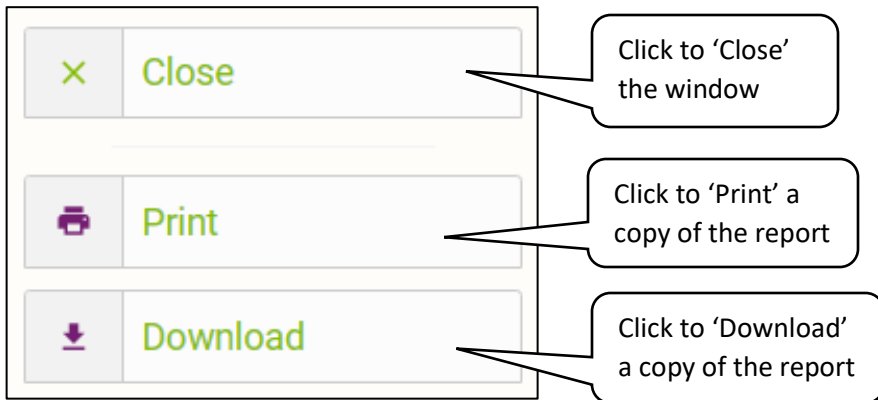 Close
Click to ‘Close’
the window
Print
Click to ‘Print’ a
copy of the report
Download
Click to ‘Download’
a copy of the report